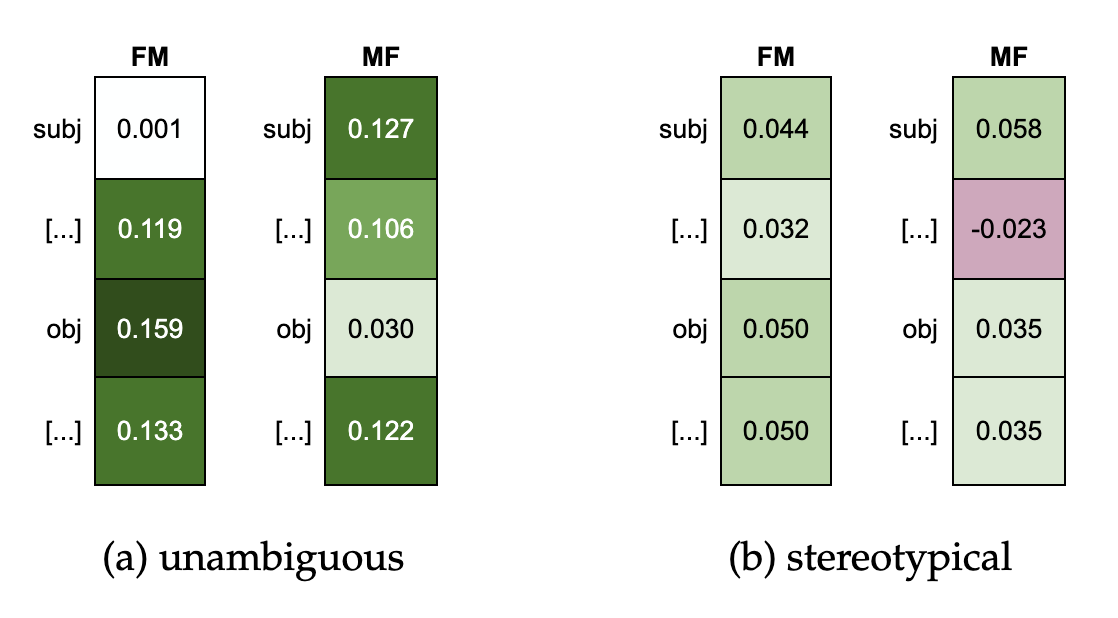 FM MF FM MF
subj 0.001 subj 0.127 subj 0.044 subj 0.058
[...] 0.119 [...] 0.106 [...] 0.032 [...] -0.023
obj 0.159 obj 0.030 obj 0.050 obj 0.035
[...] 0.133 [...] 0.122 [...] 0.050 [...] 0.035
(a) unambiguous (b) stereotypical